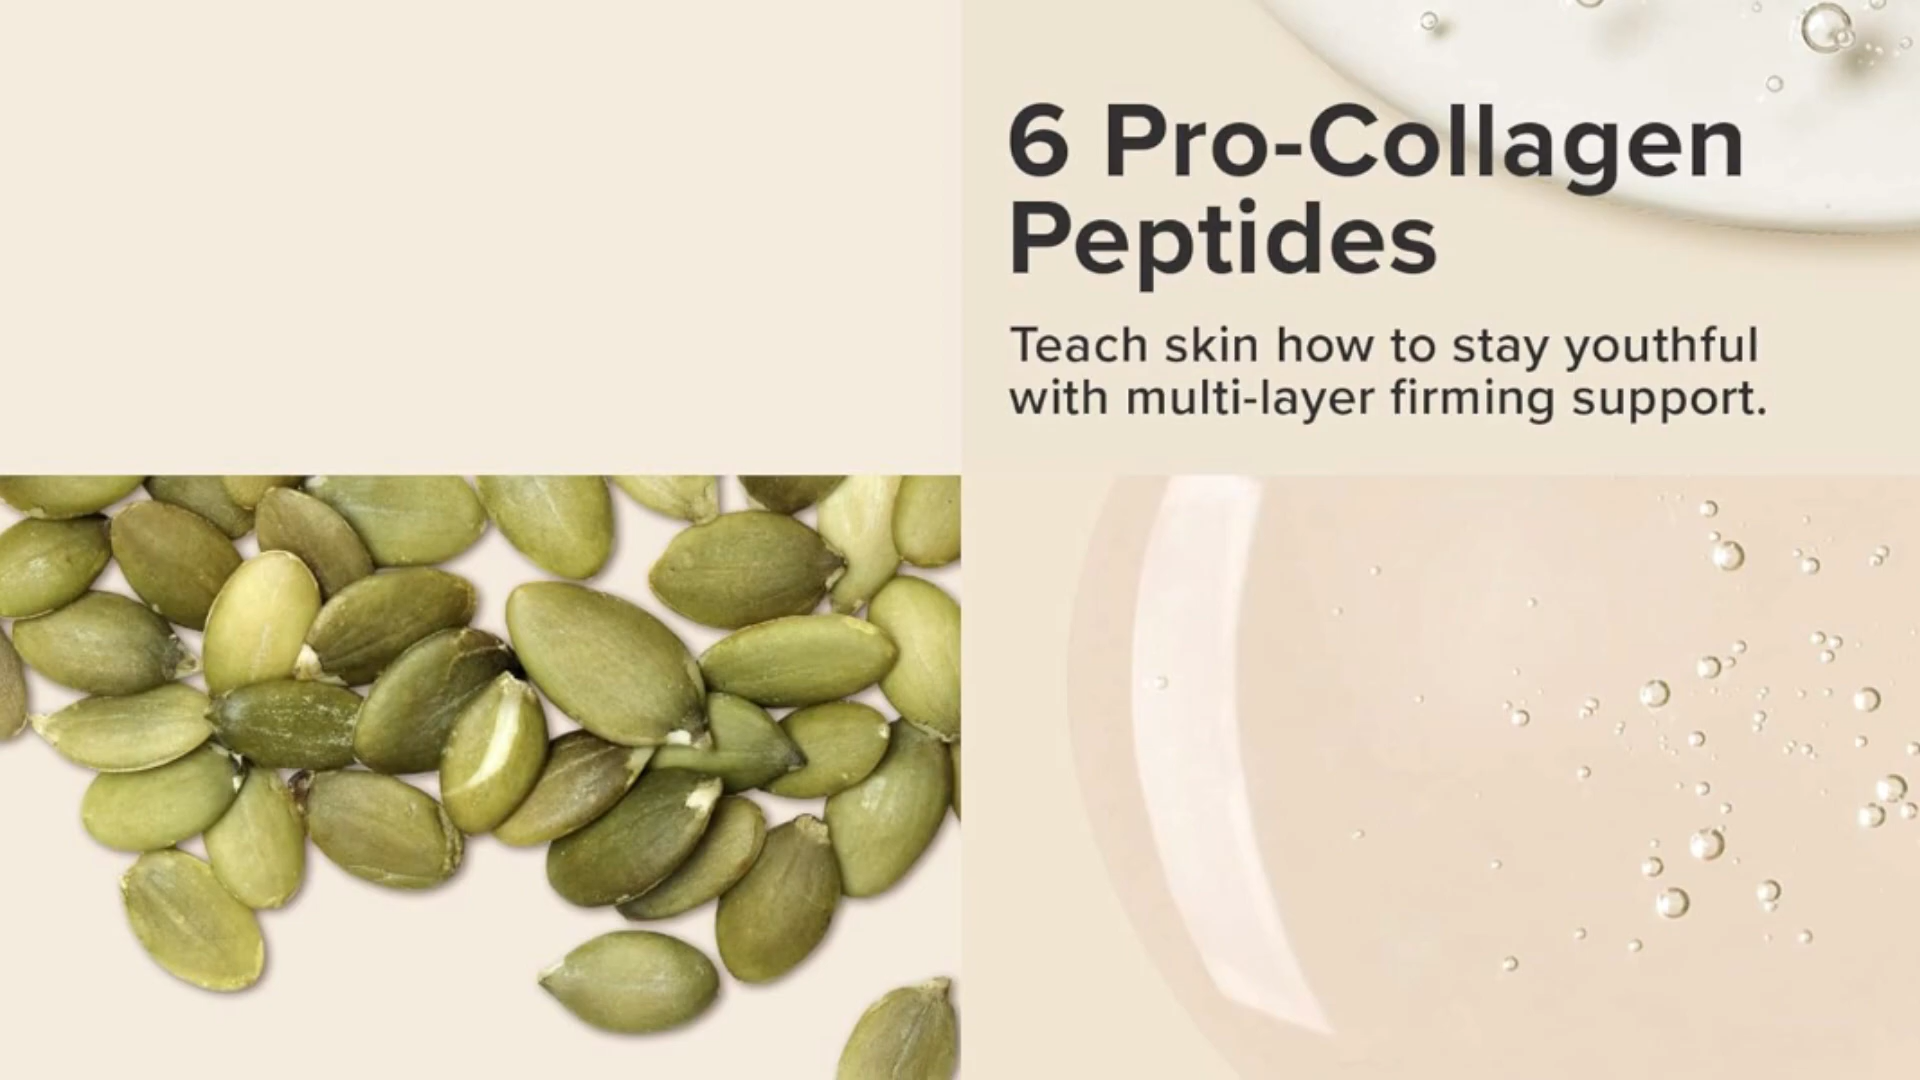 6 Pro-Collagen
Peptides
Teach skin how to stay youthful
with multi-layer firming support.